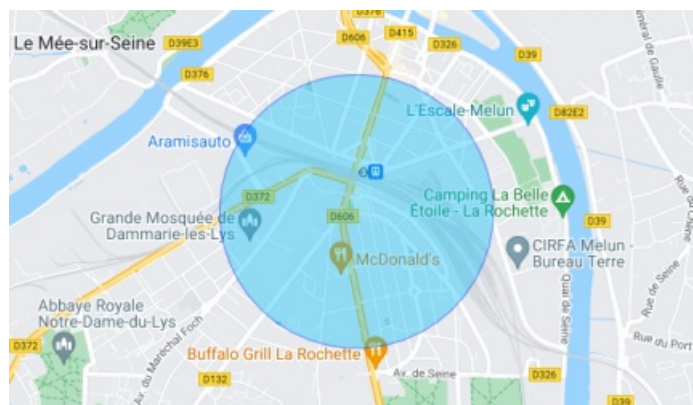 D376
D415
D606
D326
Le Mée-sur-Seine
D39E3
D39
D376
L'Escale-Melun
D82E2
Aramisauto
D372
Camping La Belle
Étoile - La Rochette
Grande Mosquée de
Dammarie-les-Lys
D606
D39
McDonald's
CIRFA Melun -
Bureau Terre
Abbaye Royale
Notre-Dame-du-Lys
Av. du Maréchal Foch
Quai de Seine
Rue de Seine
Rue du Port
D372
Buffalo Grill La Rochette
D132
Av. de Seine
D326
D39